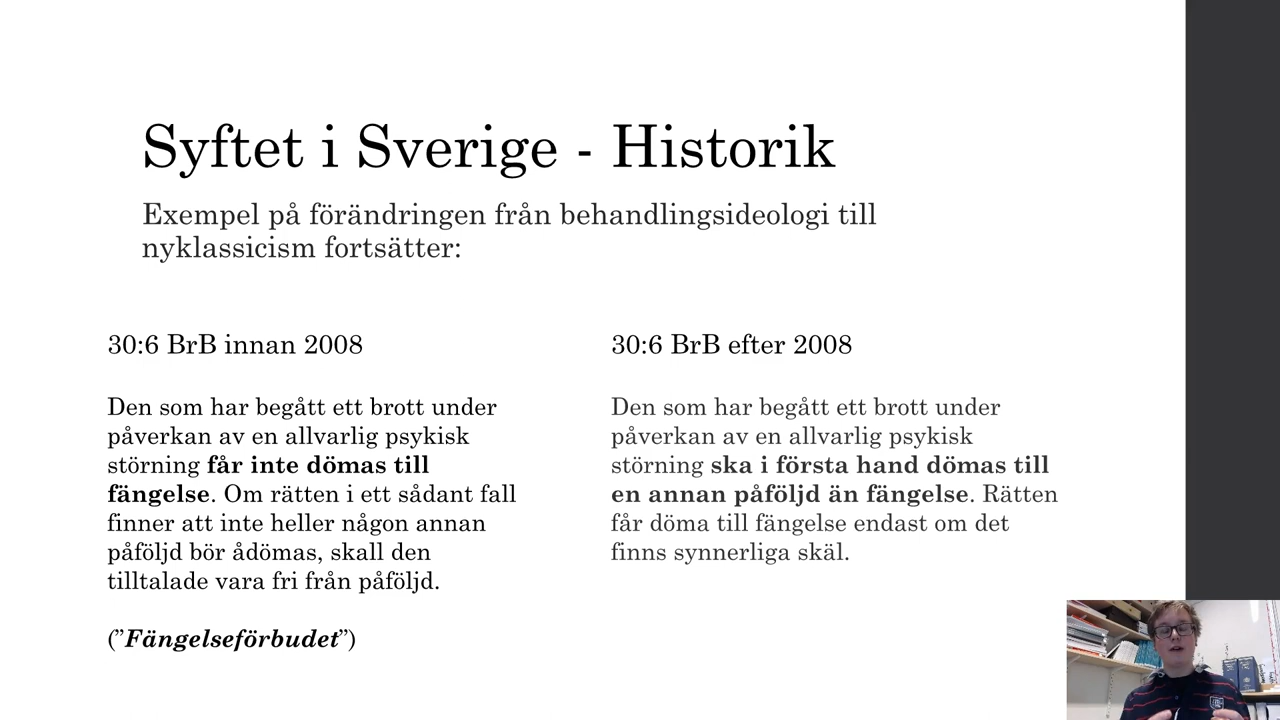 Syftet i Sverige - Historik
Exempel på förändringen från behandlingsideologi till
nyklassicism fortsätter:
30:6 BrB innan 2008
Den som har begått ett brott under
påverkan av en allvarlig psykisk
störning får inte dömas till
fängelse. Om rätten i ett sådant fall
finner att inte heller någon annan
påföljd bör ådömas, skall den
tilltalade vara fri från påföljd.
(”Fängelseförbudet”)
30:6 BrB efter 2008
Den som har begått ett brott under
påverkan av en allvarlig psykisk
störning ska i första hand dömas till
en annan påföljd än fängelse. Rätten
får döma till fängelse endast om det
finns synnerliga skäl.